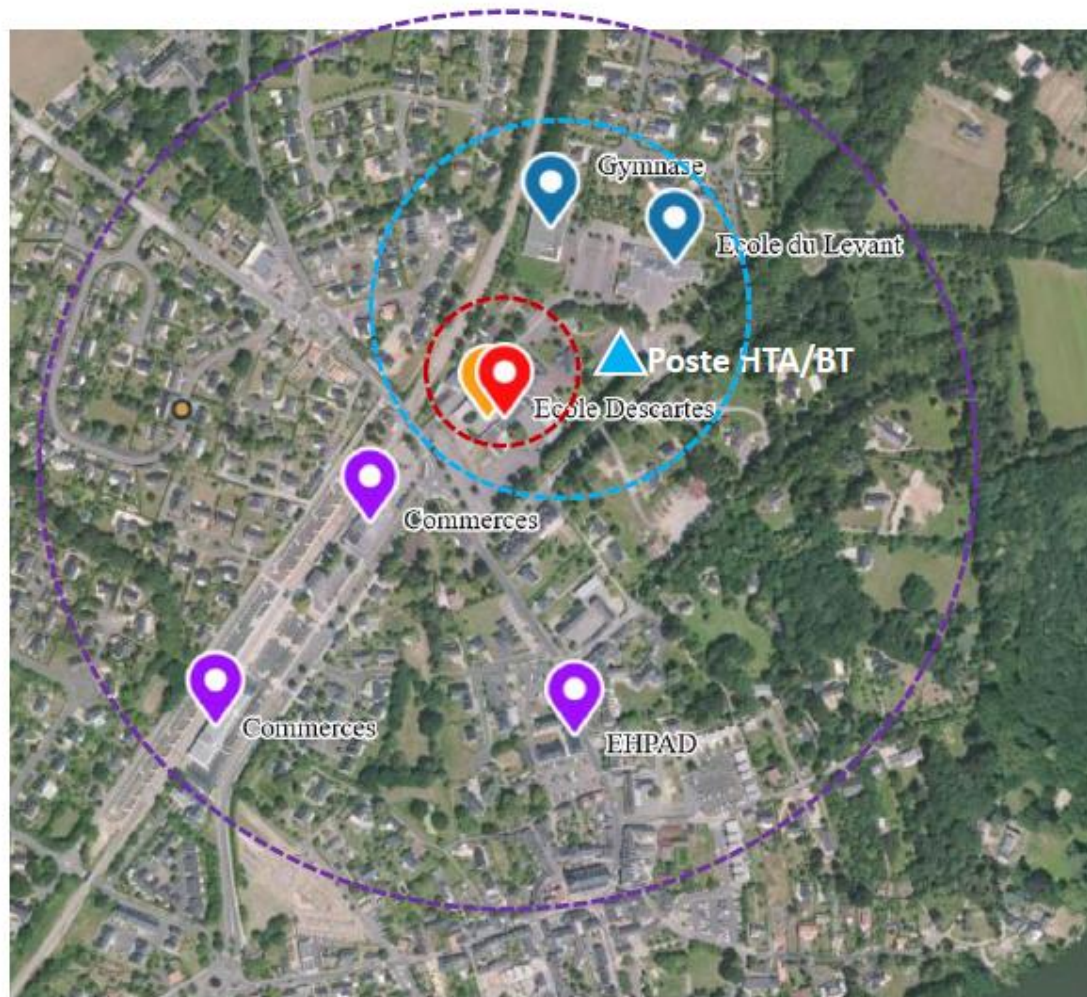 Gymnase
Ecole du Levant
Poste HTA/BT
Ecole Descartes
Commerces
Commerces
EHPAD